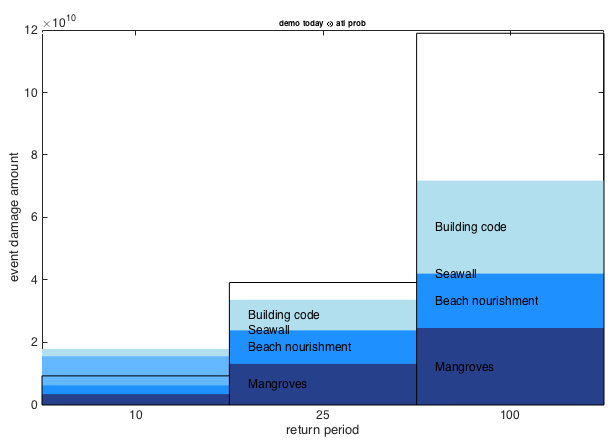 demo today ⊗ atl prob
×10^10
12
10
8
6
4
2
0
event damage amount
Building code
Seawall
Beach nourishment
Mangroves
Building code
Seawall
Beach nourishment
Mangroves
10 25 100
return period